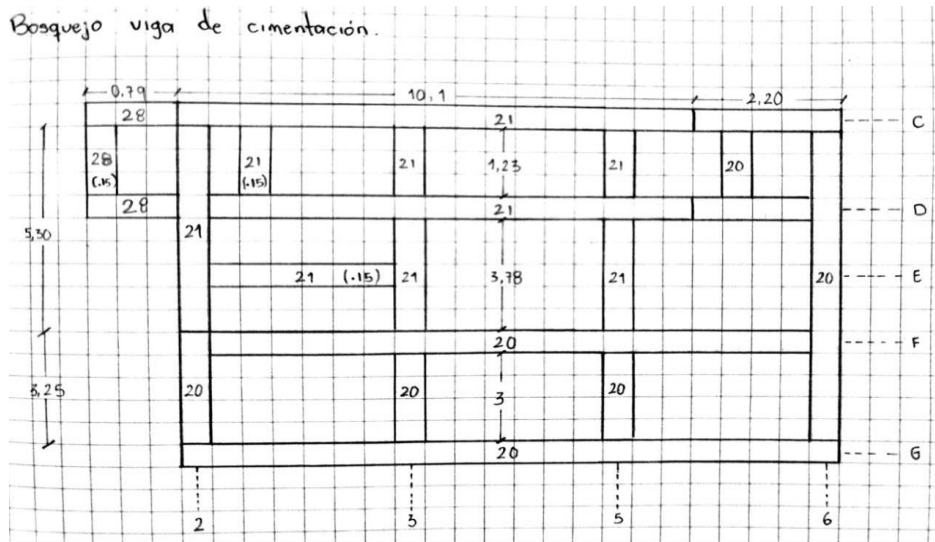 Bosquejo viga de cimentación.
0,79 10,1 2,20
28 21 C
28 21 21 1,23 21 20
(.15) (.15)
28 21 D
5,30 21
21 (.15) 21 3,78 21 20 E
20 F
3,25 20 20 3 20
20 G
2 3 5 6